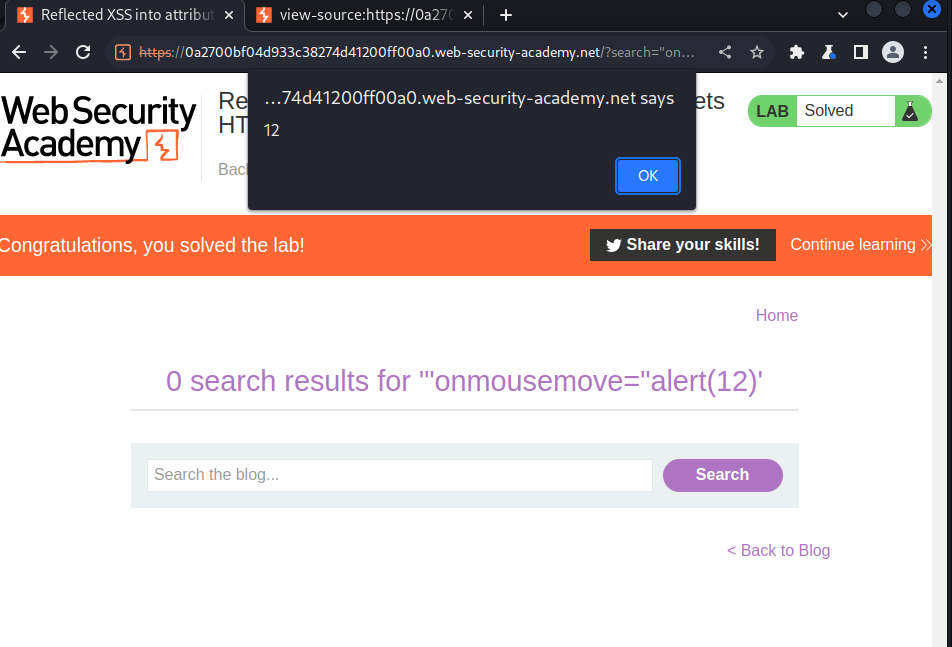 Reflected XSS into attribut
view-source:https://0a270
https://0a2700bf04d933c38274d41200ff00a0.web-security-academy.net/?search="on...
...74d41200ff00a0.web-security-academy.net says
12
OK
WebSecurity
Academy
Re
ets
HT
Back
LAB Solved
Congratulations, you solved the lab!
Share your skills!
Continue learning >>
Home
0 search results for '"onmousemove="alert(12)'
Search the blog...
Search
< Back to Blog